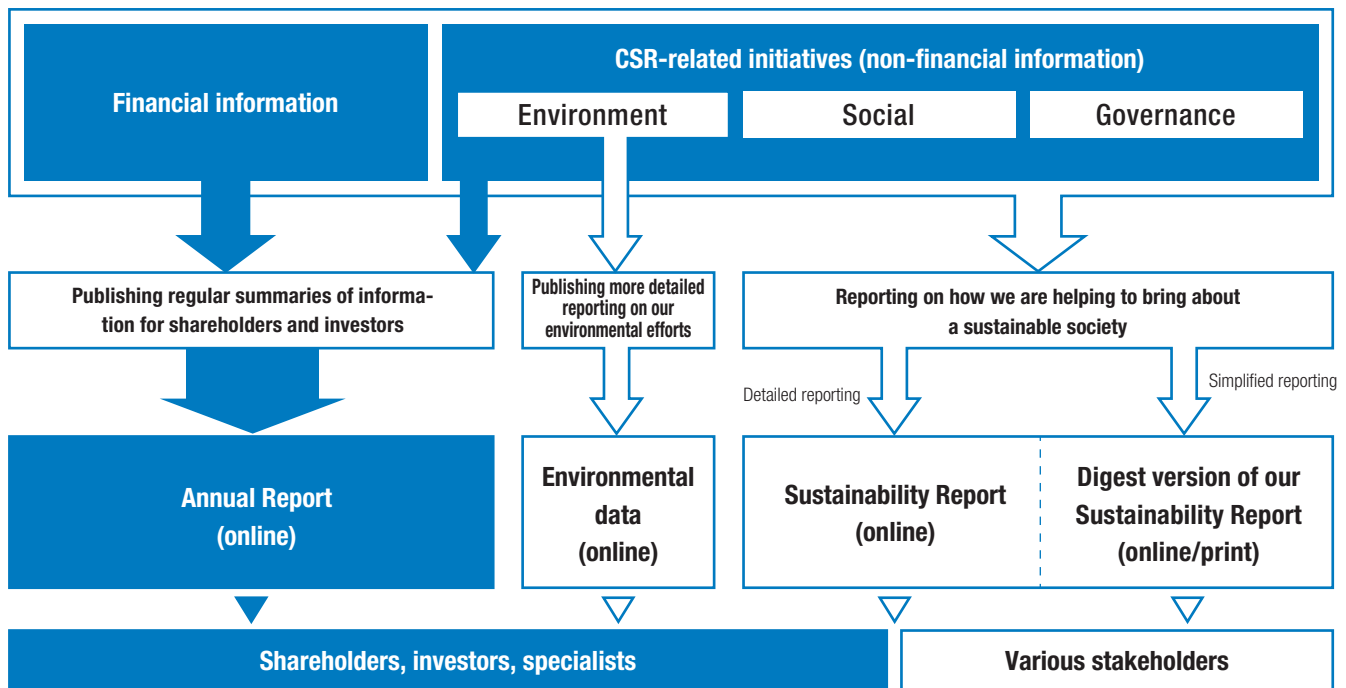 Financial information
CSR-related initiatives (non-financial information)
Environment
Social
Governance
Publishing regular summaries of informa-
tion for shareholders and investors
Publishing more detailed
reporting on our
environmental efforts
Reporting on how we are helping to bring about
a sustainable society
Detailed reporting
Simplified reporting
Annual Report
(online)
Environmental
data
(online)
Sustainability Report
(online)
Digest version of our
Sustainability Report
(online/print)
Shareholders, investors, specialists
Various stakeholders